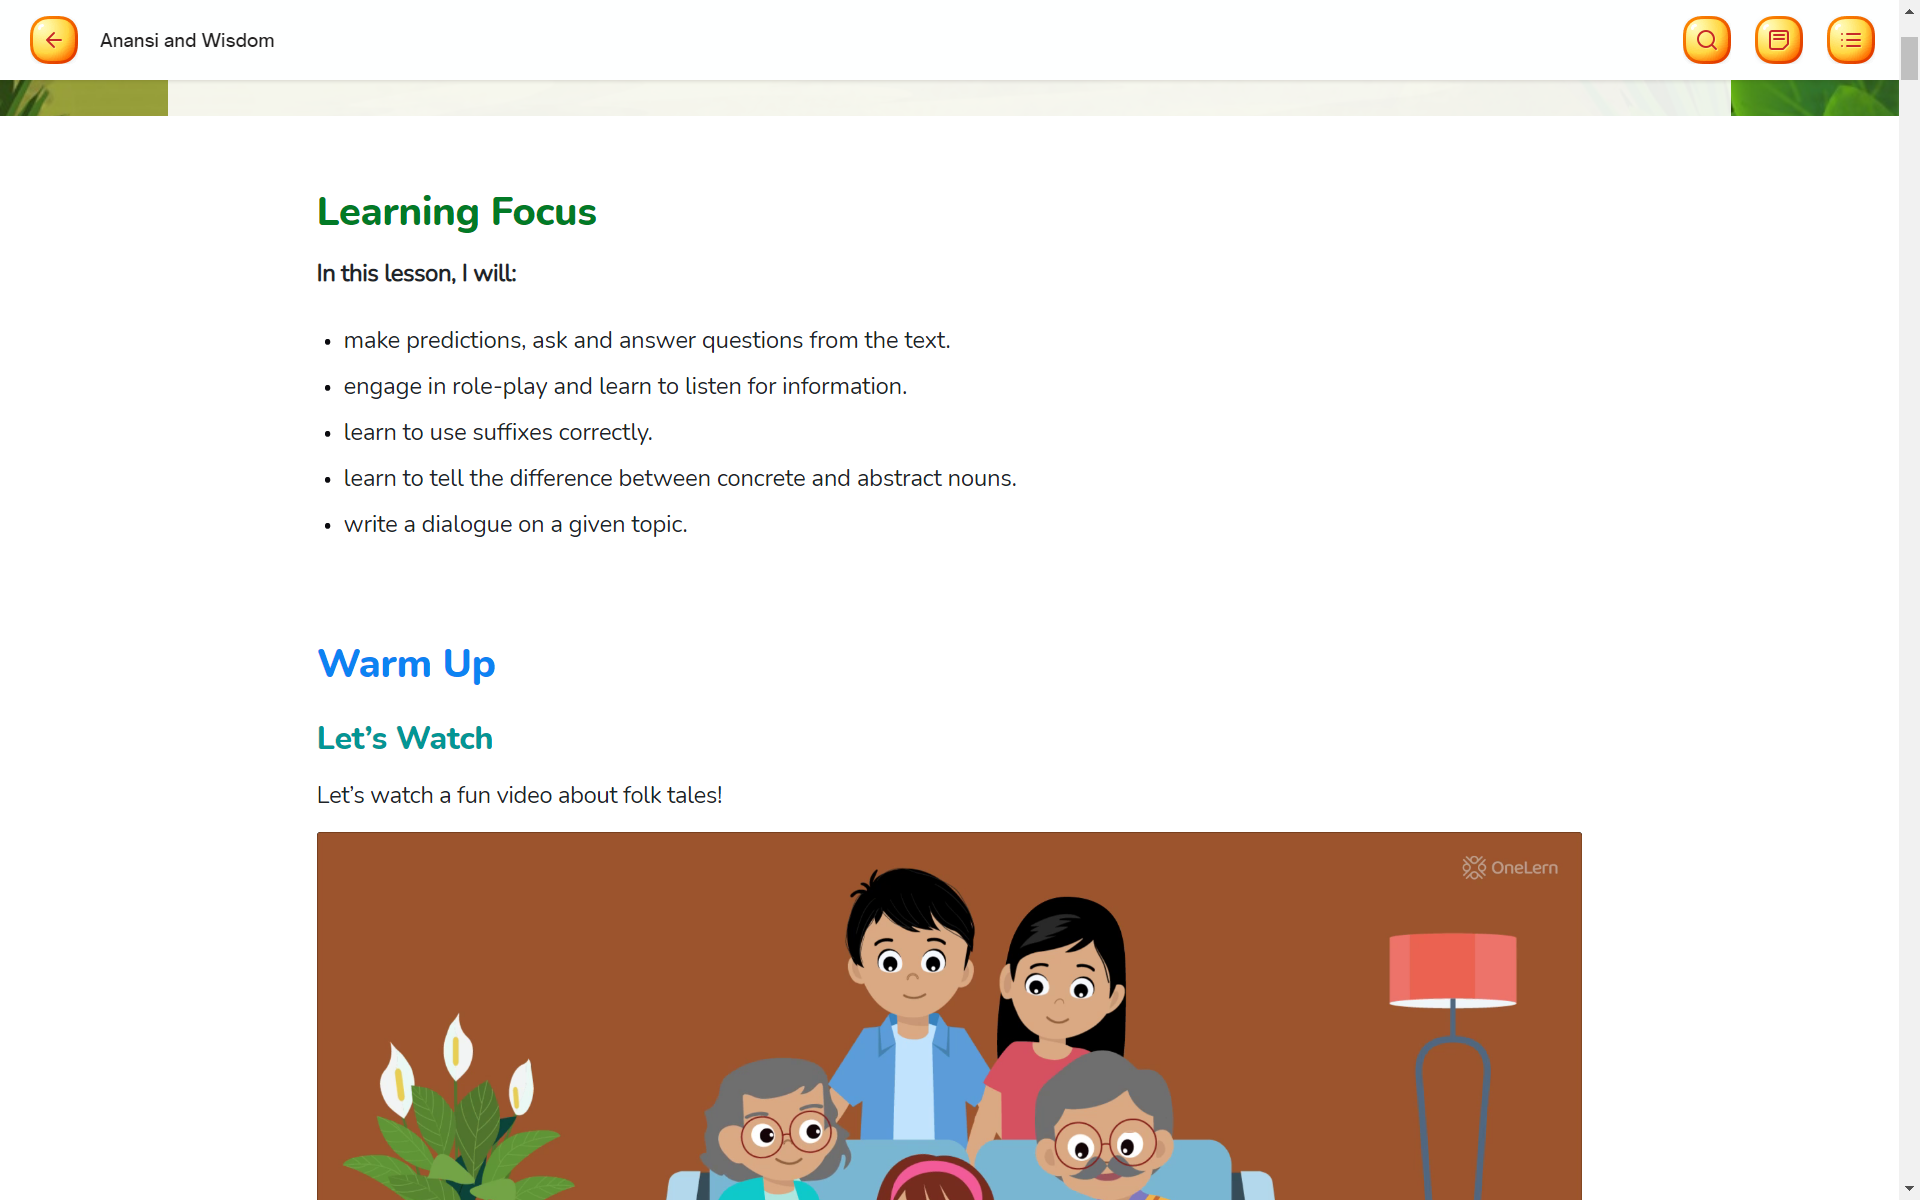 Anansi and Wisdom
Learning Focus
In this lesson, I will:
• make predictions, ask and answer questions from the text.
• engage in role-play and learn to listen for information.
• learn to use suffixes correctly.
• learn to tell the difference between concrete and abstract nouns.
• write a dialogue on a given topic.
Warm Up
Let’s Watch
Let’s watch a fun video about folk tales!
OneLern